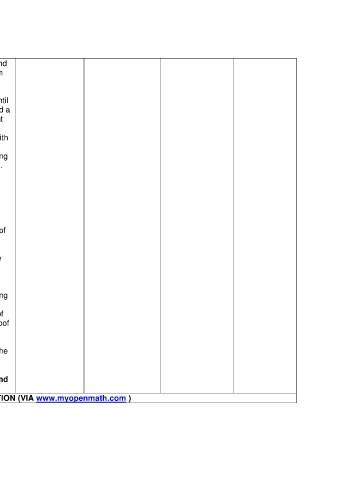 nd
ntil
d a
t
ith
ng
.
of
ng
of
oof
he
nd
TION (VIA www.myopenmath.com )